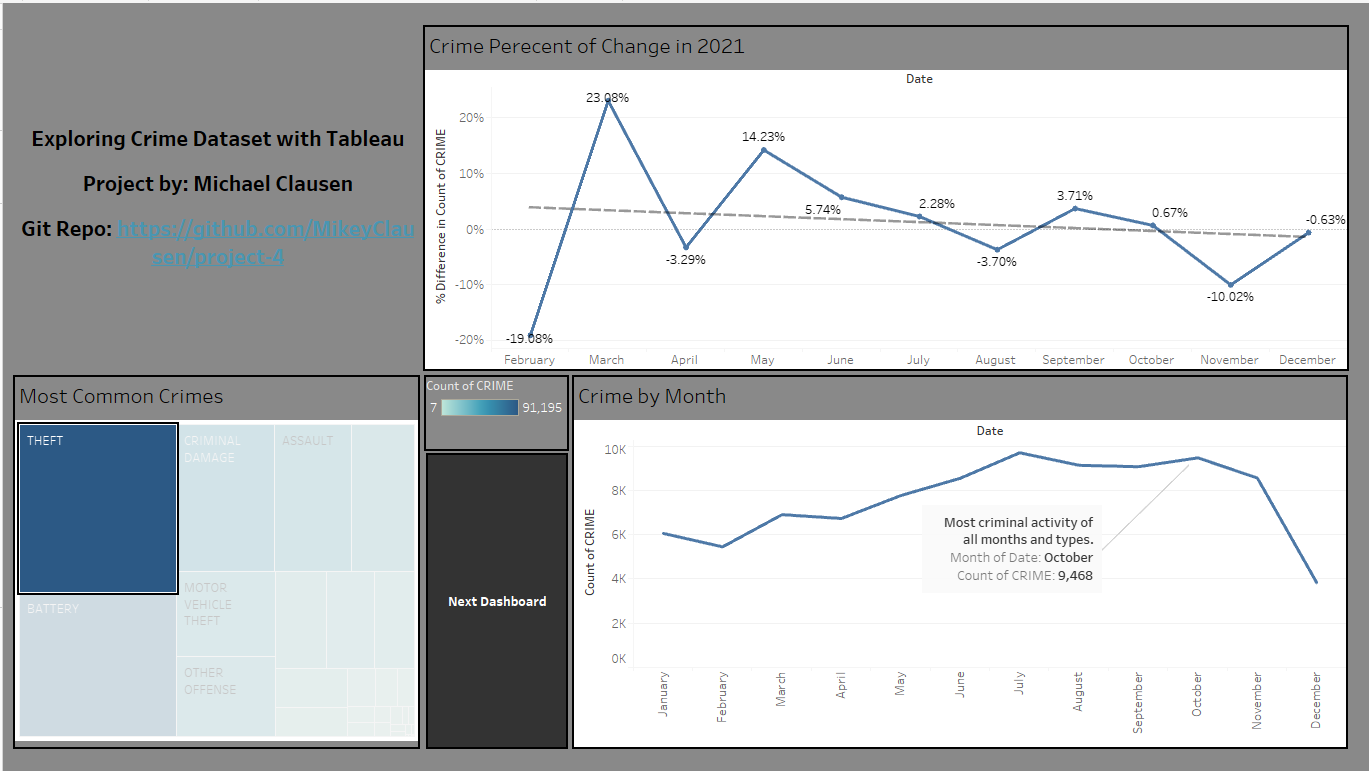 Exploring Crime Dataset with Tableau
Project by: Michael Clausen
Git Repo: https://github.com/MikeyClau
sen/project-4
Crime Perecent of Change in 2021
Date
% Difference in Count of CRIME
20%
10%
0%
-10%
-20%
-19.08%
23.08%
-3.29%
14.23%
5.74%
2.28%
-3.70%
3.71%
0.67%
-10.02%
-0.63%
February
March
April
May
June
July
August
September
October
November
December
Most Common Crimes
THEFT
BATTERY
CRIMINAL
DAMAGE
ASSAULT
MOTOR
VEHICLE
THEFT
OTHER
OFFENSE
Count of CRIME
7 91,195
Next Dashboard
Crime by Month
Date
Count of CRIME
10K
8K
6K
4K
2K
0K
Most criminal activity of
all months and types.
Month of Date: October
Count of CRIME: 9,468
January
February
March
April
May
June
July
August
September
October
November
December